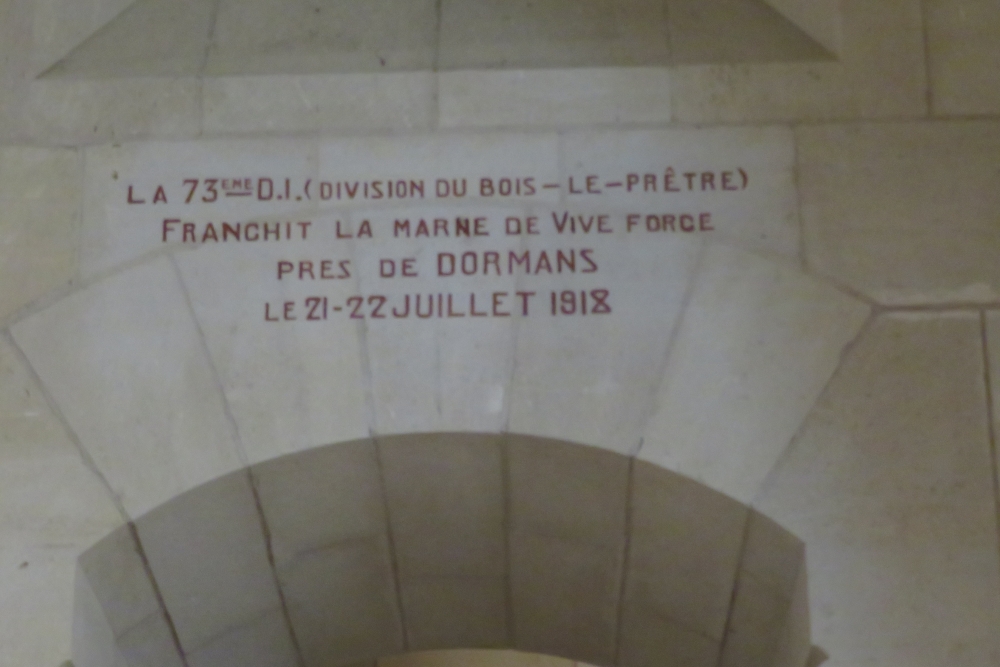 LA 73EME D.I. (DIVISION DU BOIS-LE-PRÊTRE)
FRANCHIT LA MARNE DE VIVE FORCE
PRES DE DORMANS
LE 21-22 JUILLET 1918